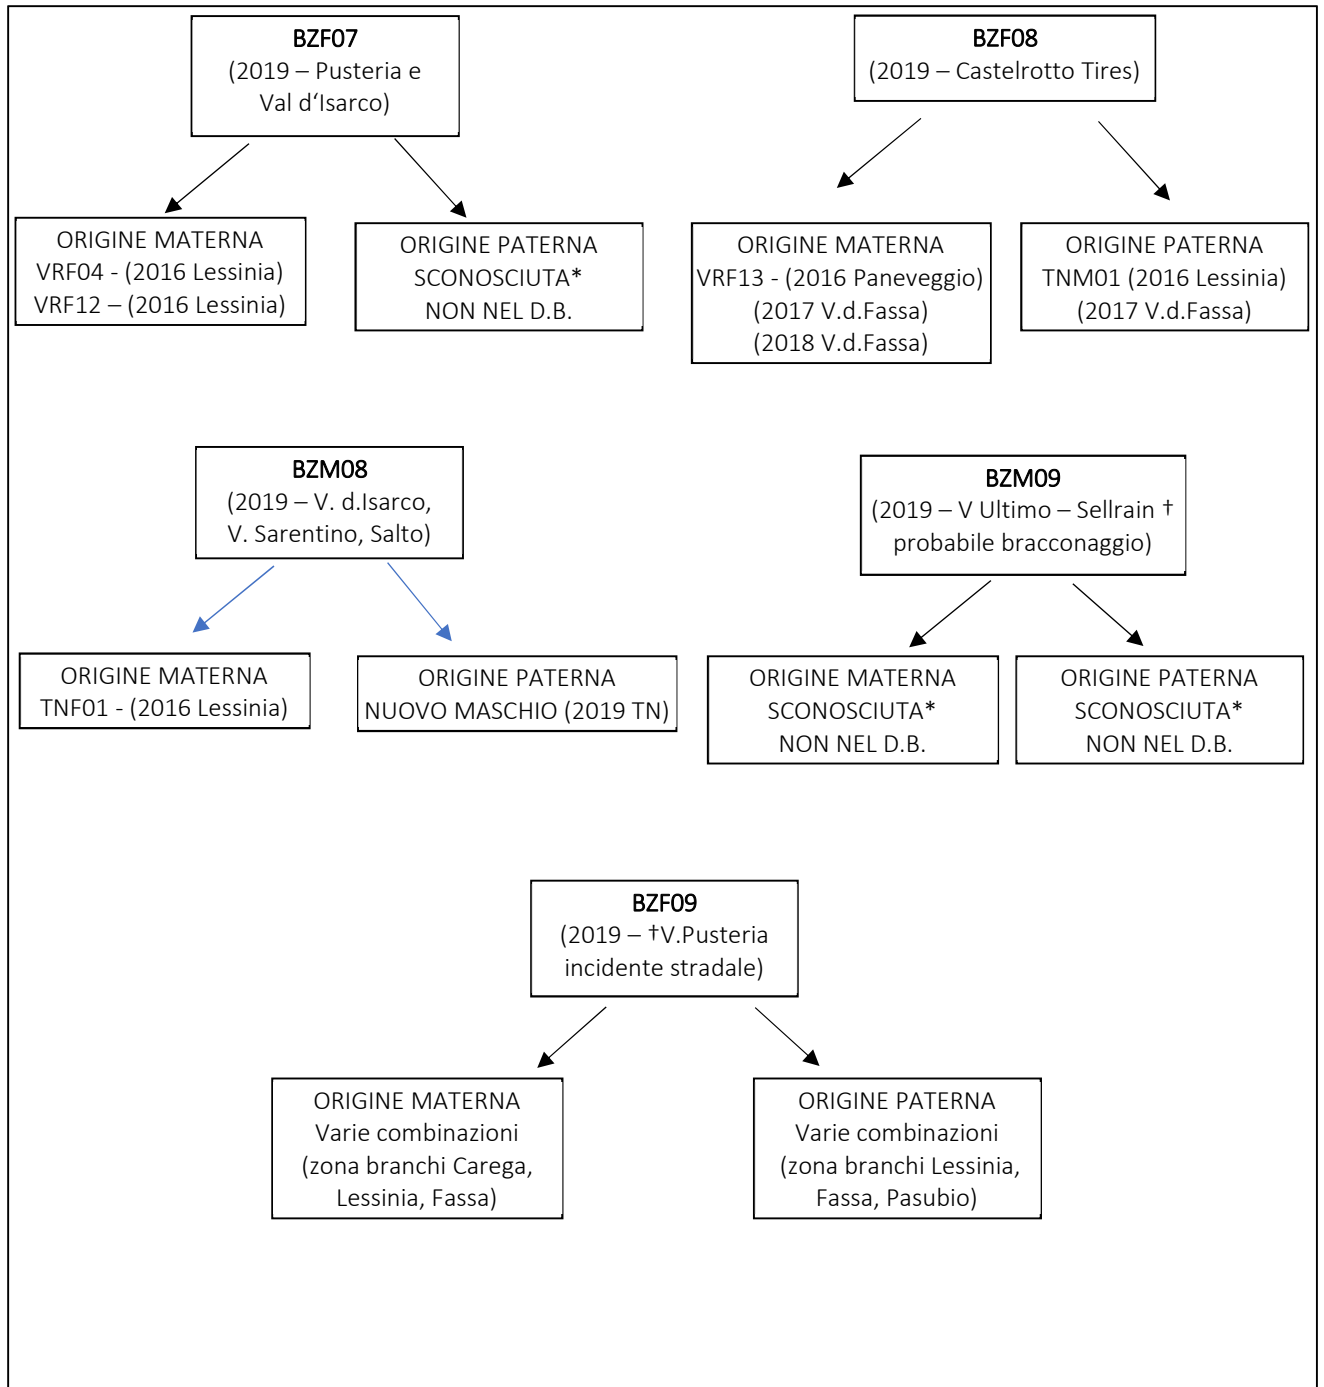 BZF07
(2019 – Pusteria e
Val d‘Isarco)
BZF08
(2019 – Castelrotto Tires)
ORIGINE MATERNA
VRF04 - (2016 Lessinia)
VRF12 – (2016 Lessinia)
ORIGINE PATERNA
SCONOSCIUTA*
NON NEL D.B.
ORIGINE MATERNA
VRF13 - (2016 Paneveggio)
(2017 V.d.Fassa)
(2018 V.d.Fassa)
ORIGINE PATERNA
TNM01 (2016 Lessinia)
(2017 V.d.Fassa)
BZM08
(2019 – V. d.Isarco,
V. Sarentino, Salto)
BZM09
(2019 – V Ultimo – Sellrain †
probabile bracconaggio)
ORIGINE MATERNA
TNF01 - (2016 Lessinia)
ORIGINE PATERNA
NUOVO MASCHIO (2019 TN)
ORIGINE MATERNA
SCONOSCIUTA*
NON NEL D.B.
ORIGINE PATERNA
SCONOSCIUTA*
NON NEL D.B.
BZF09
(2019 – †V.Pusteria
incidente stradale)
ORIGINE MATERNA
Varie combinazioni
(zona branchi Carega,
Lessinia, Fassa)
ORIGINE PATERNA
Varie combinazioni
(zona branchi Lessinia,
Fassa, Pasubio)